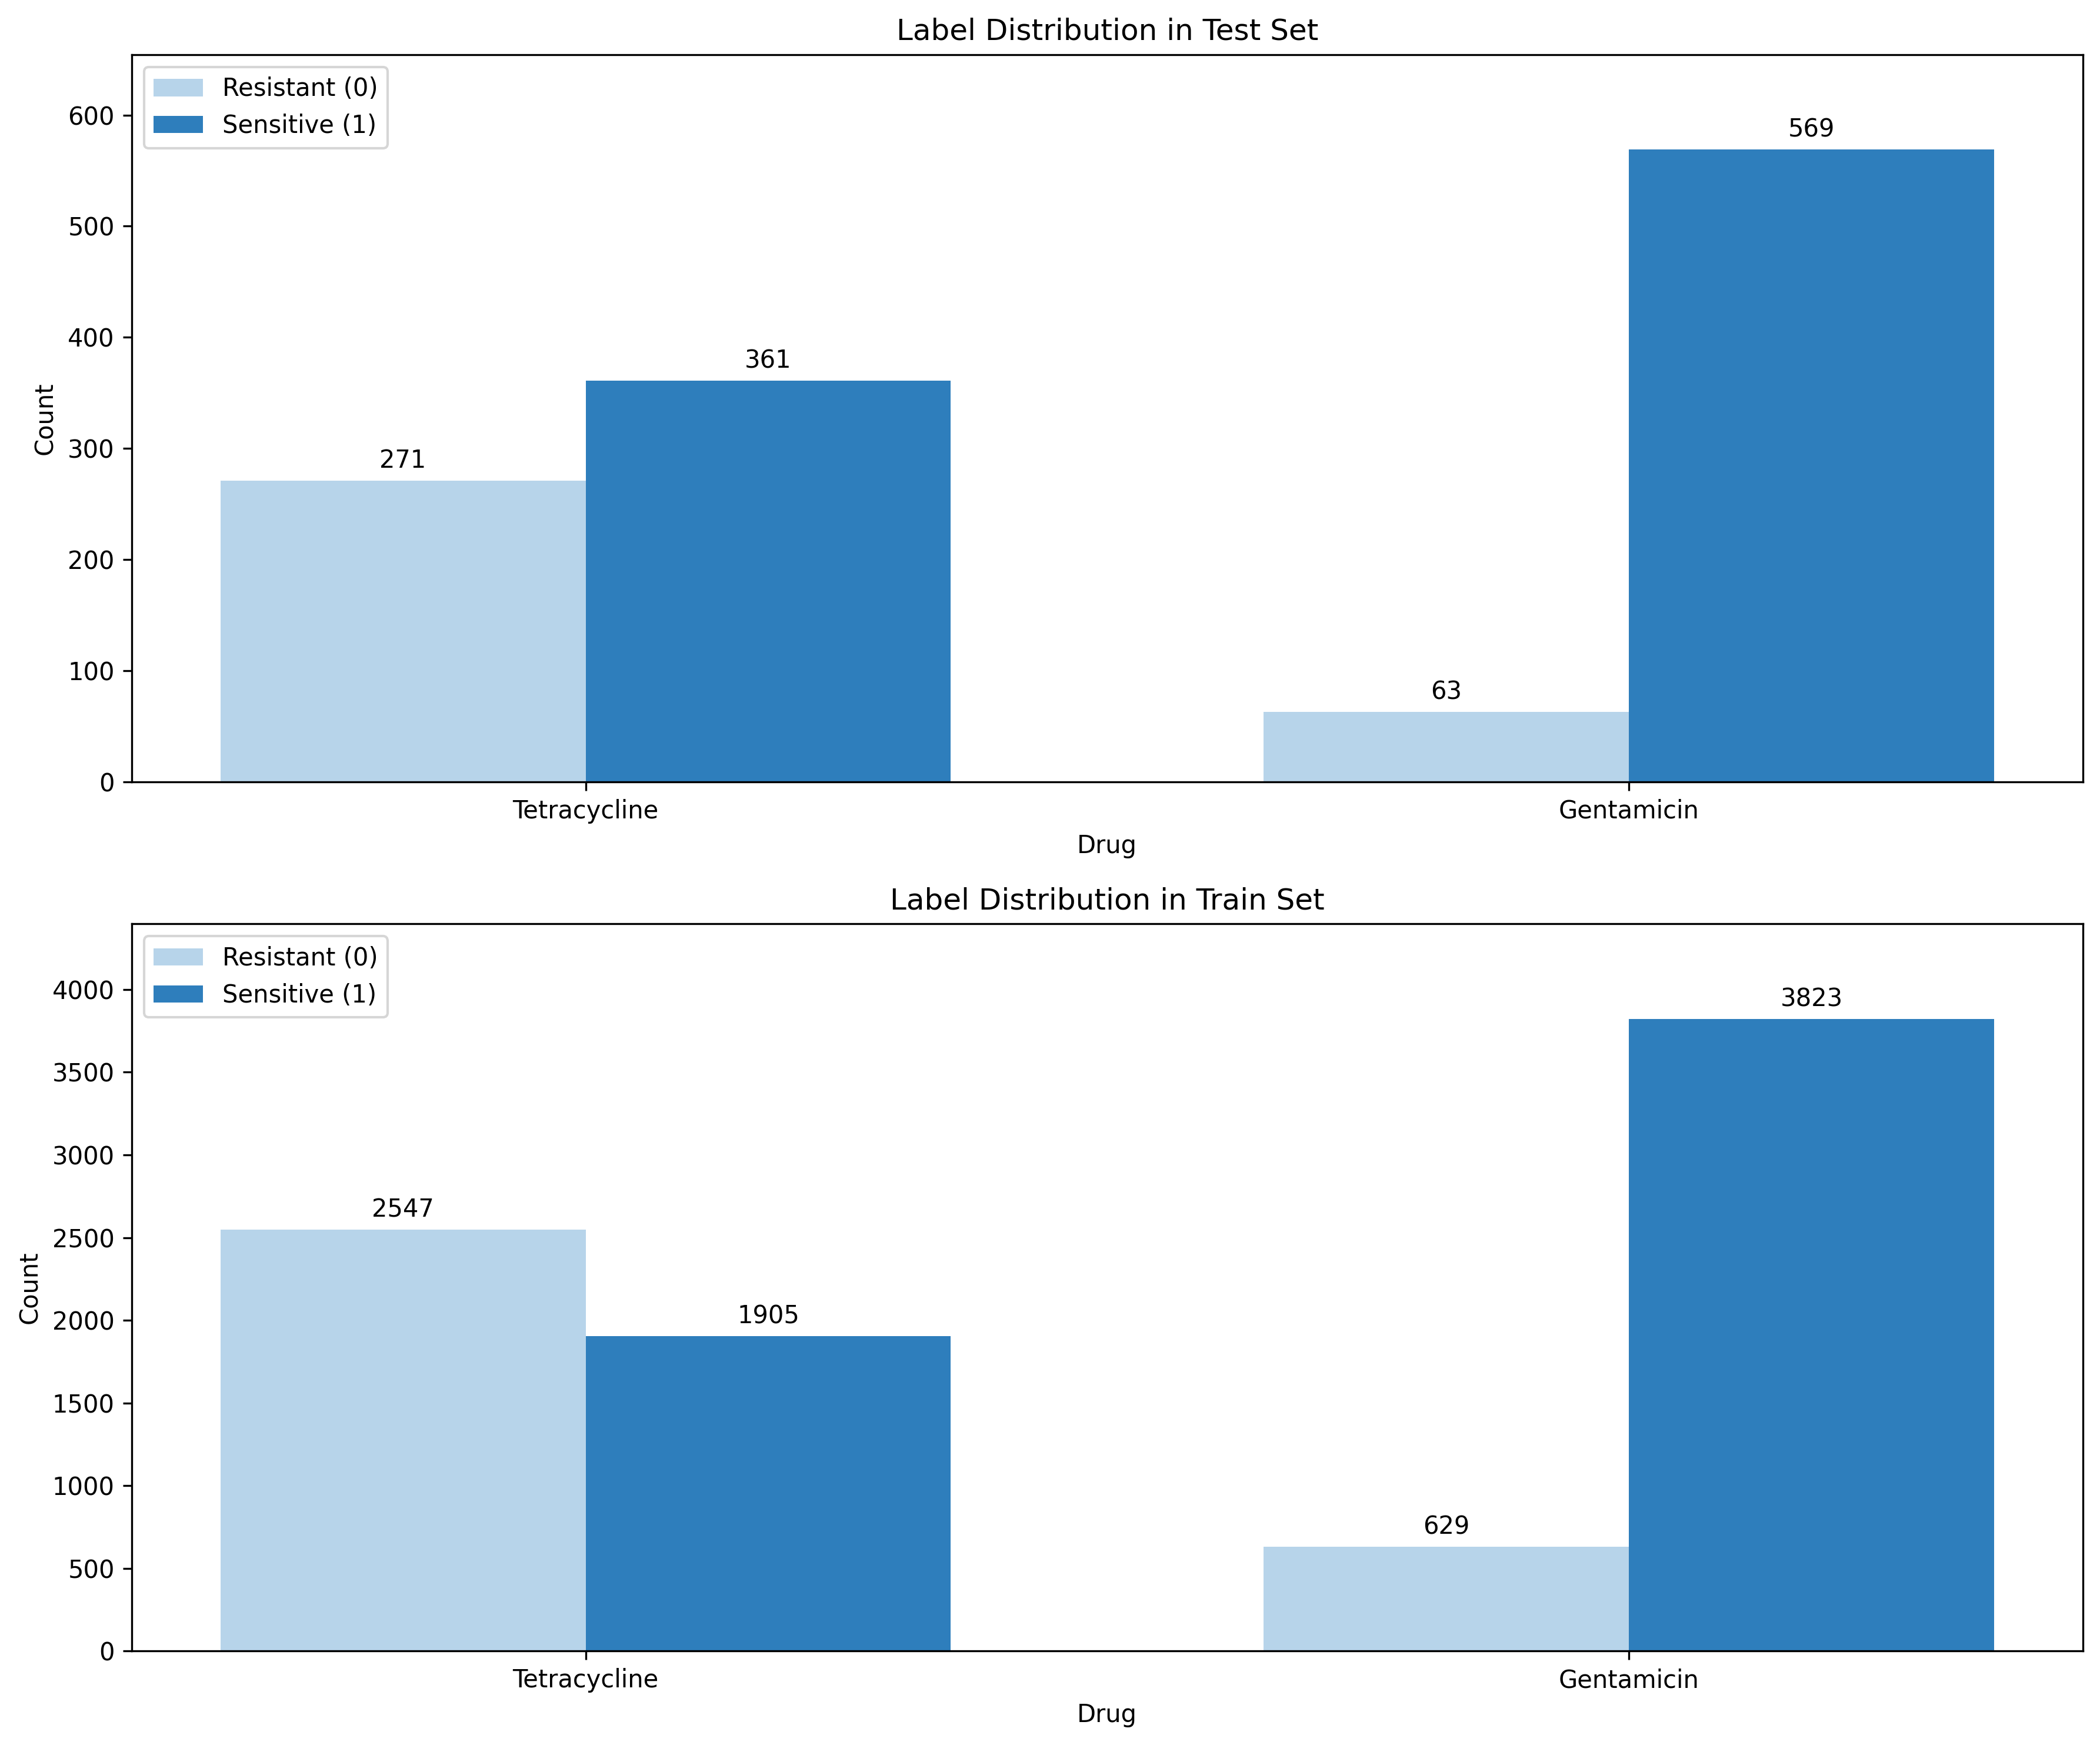 Label Distribution in Test Set
Resistant (0)
Sensitive (1)
600
500
400
300
200
100
0
Count
271
361
63
569
Tetracycline
Gentamicin
Drug
Label Distribution in Train Set
Resistant (0)
Sensitive (1)
4000
3500
3000
2500
2000
1500
1000
500
0
Count
2547
1905
629
3823
Tetracycline
Gentamicin
Drug